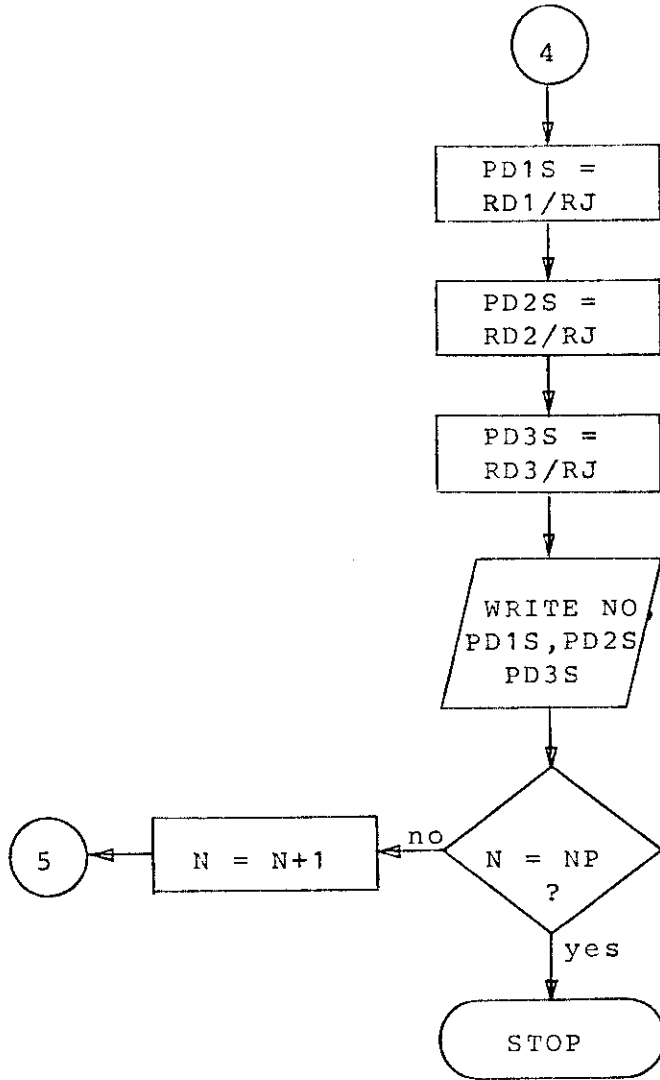 4
PD1S =
RD1/RJ
PD2S =
RD2/RJ
PD3S =
RD3/RJ
WRITE NO,
PD1S,PD2S
PD3S
N = NP
?
no
N = N+1
5
yes
STOP